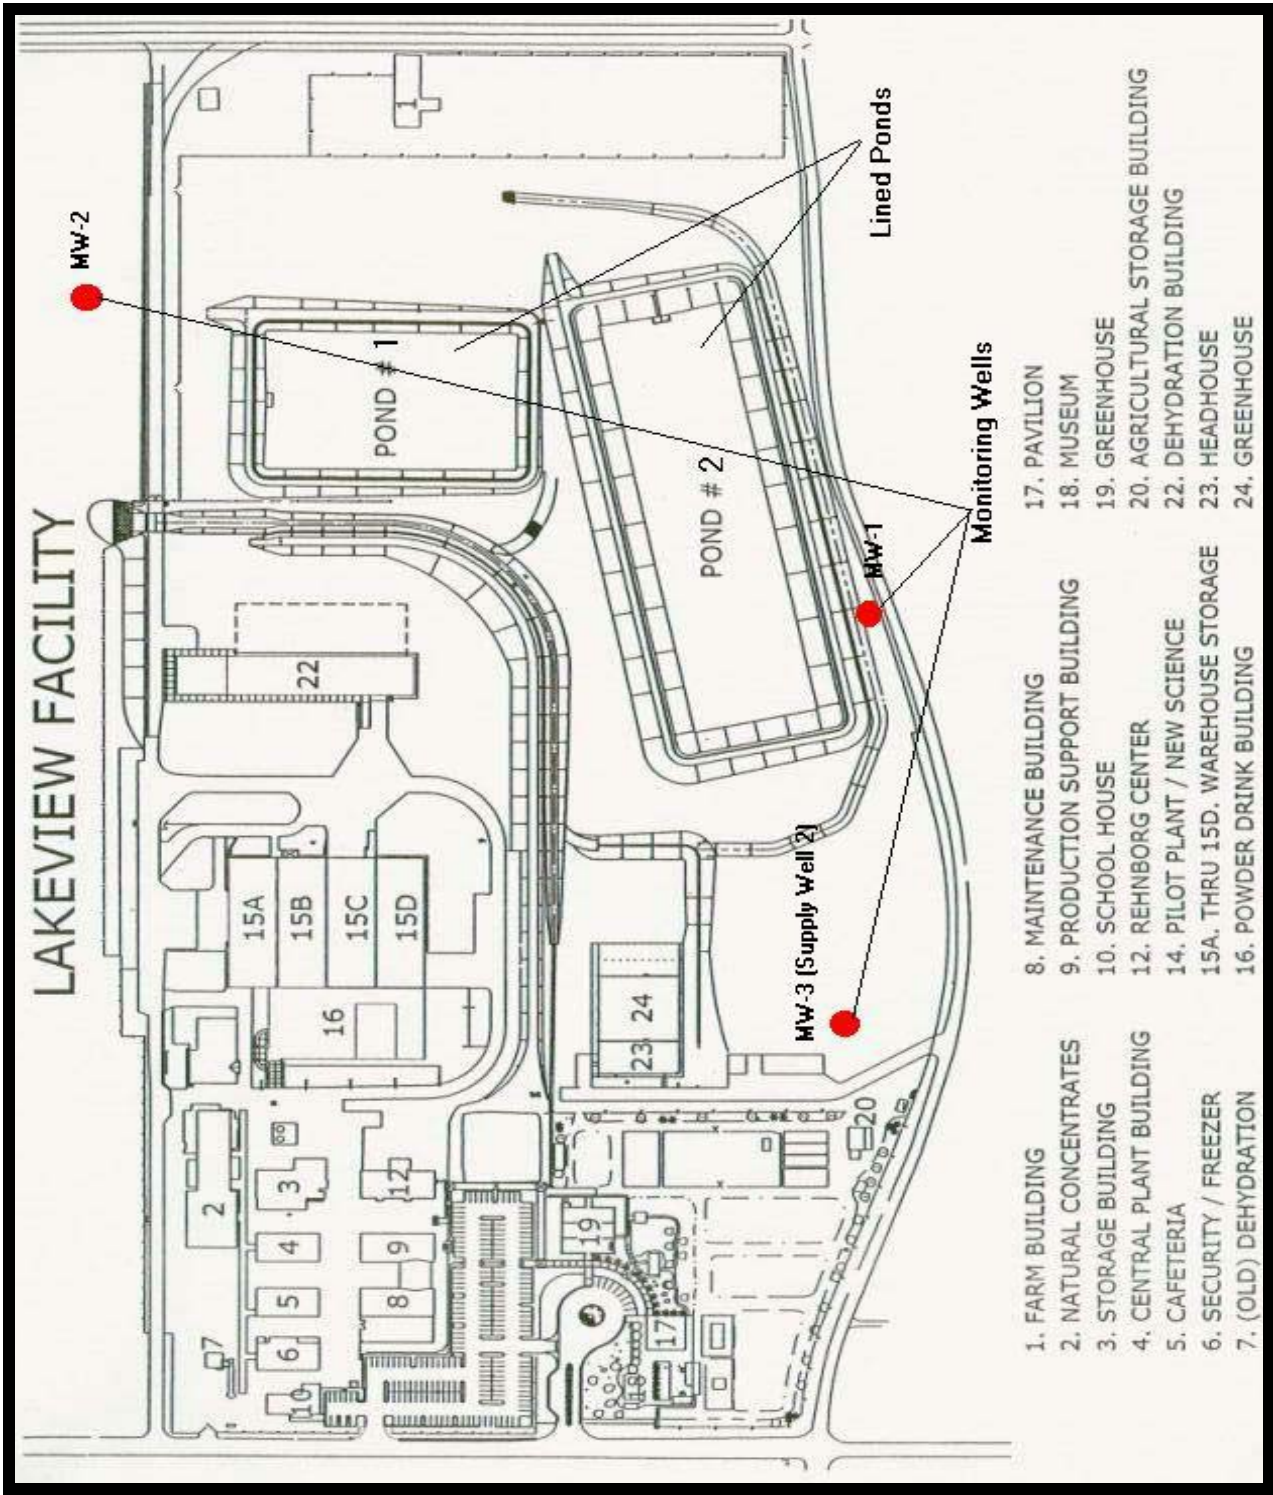 LAKEVIEW FACILITY
MW-2
1
POND # 1
Lined Ponds
22
POND # 2
MW-1
Monitoring Wells
15A
15B
15C
15D
16
24
23
MW-3 (Supply Well 2)
2
3
4
5
6
7
12
9
8
10
19
17
18
20
1. FARM BUILDING
2. NATURAL CONCENTRATES
3. STORAGE BUILDING
4. CENTRAL PLANT BUILDING
5. CAFETERIA
6. SECURITY / FREEZER
7. (OLD) DEHYDRATION
8. MAINTENANCE BUILDING
9. PRODUCTION SUPPORT BUILDING
10. SCHOOL HOUSE
12. REHNBORG CENTER
14. PILOT PLANT / NEW SCIENCE
15A. THRU 15D. WAREHOUSE STORAGE
16. POWDER DRINK BUILDING
17. PAVILION
18. MUSEUM
19. GREENHOUSE
20. AGRICULTURAL STORAGE BUILDING
22. DEHYDRATION BUILDING
23. HEADHOUSE
24. GREENHOUSE